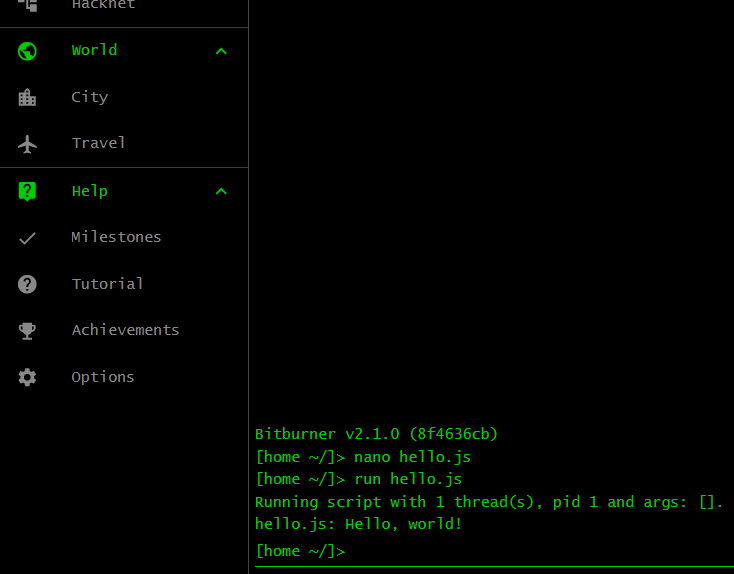 Hacknet
World
City
Travel
Help
Milestones
Tutorial
Achievements
Options
Bitburner v2.1.0 (8f4636cb)
[home ~/]> nano hello.js
[home ~/]> run hello.js
Running script with 1 thread(s), pid 1 and args: [].
hello.js: Hello, world!
[home ~/]>